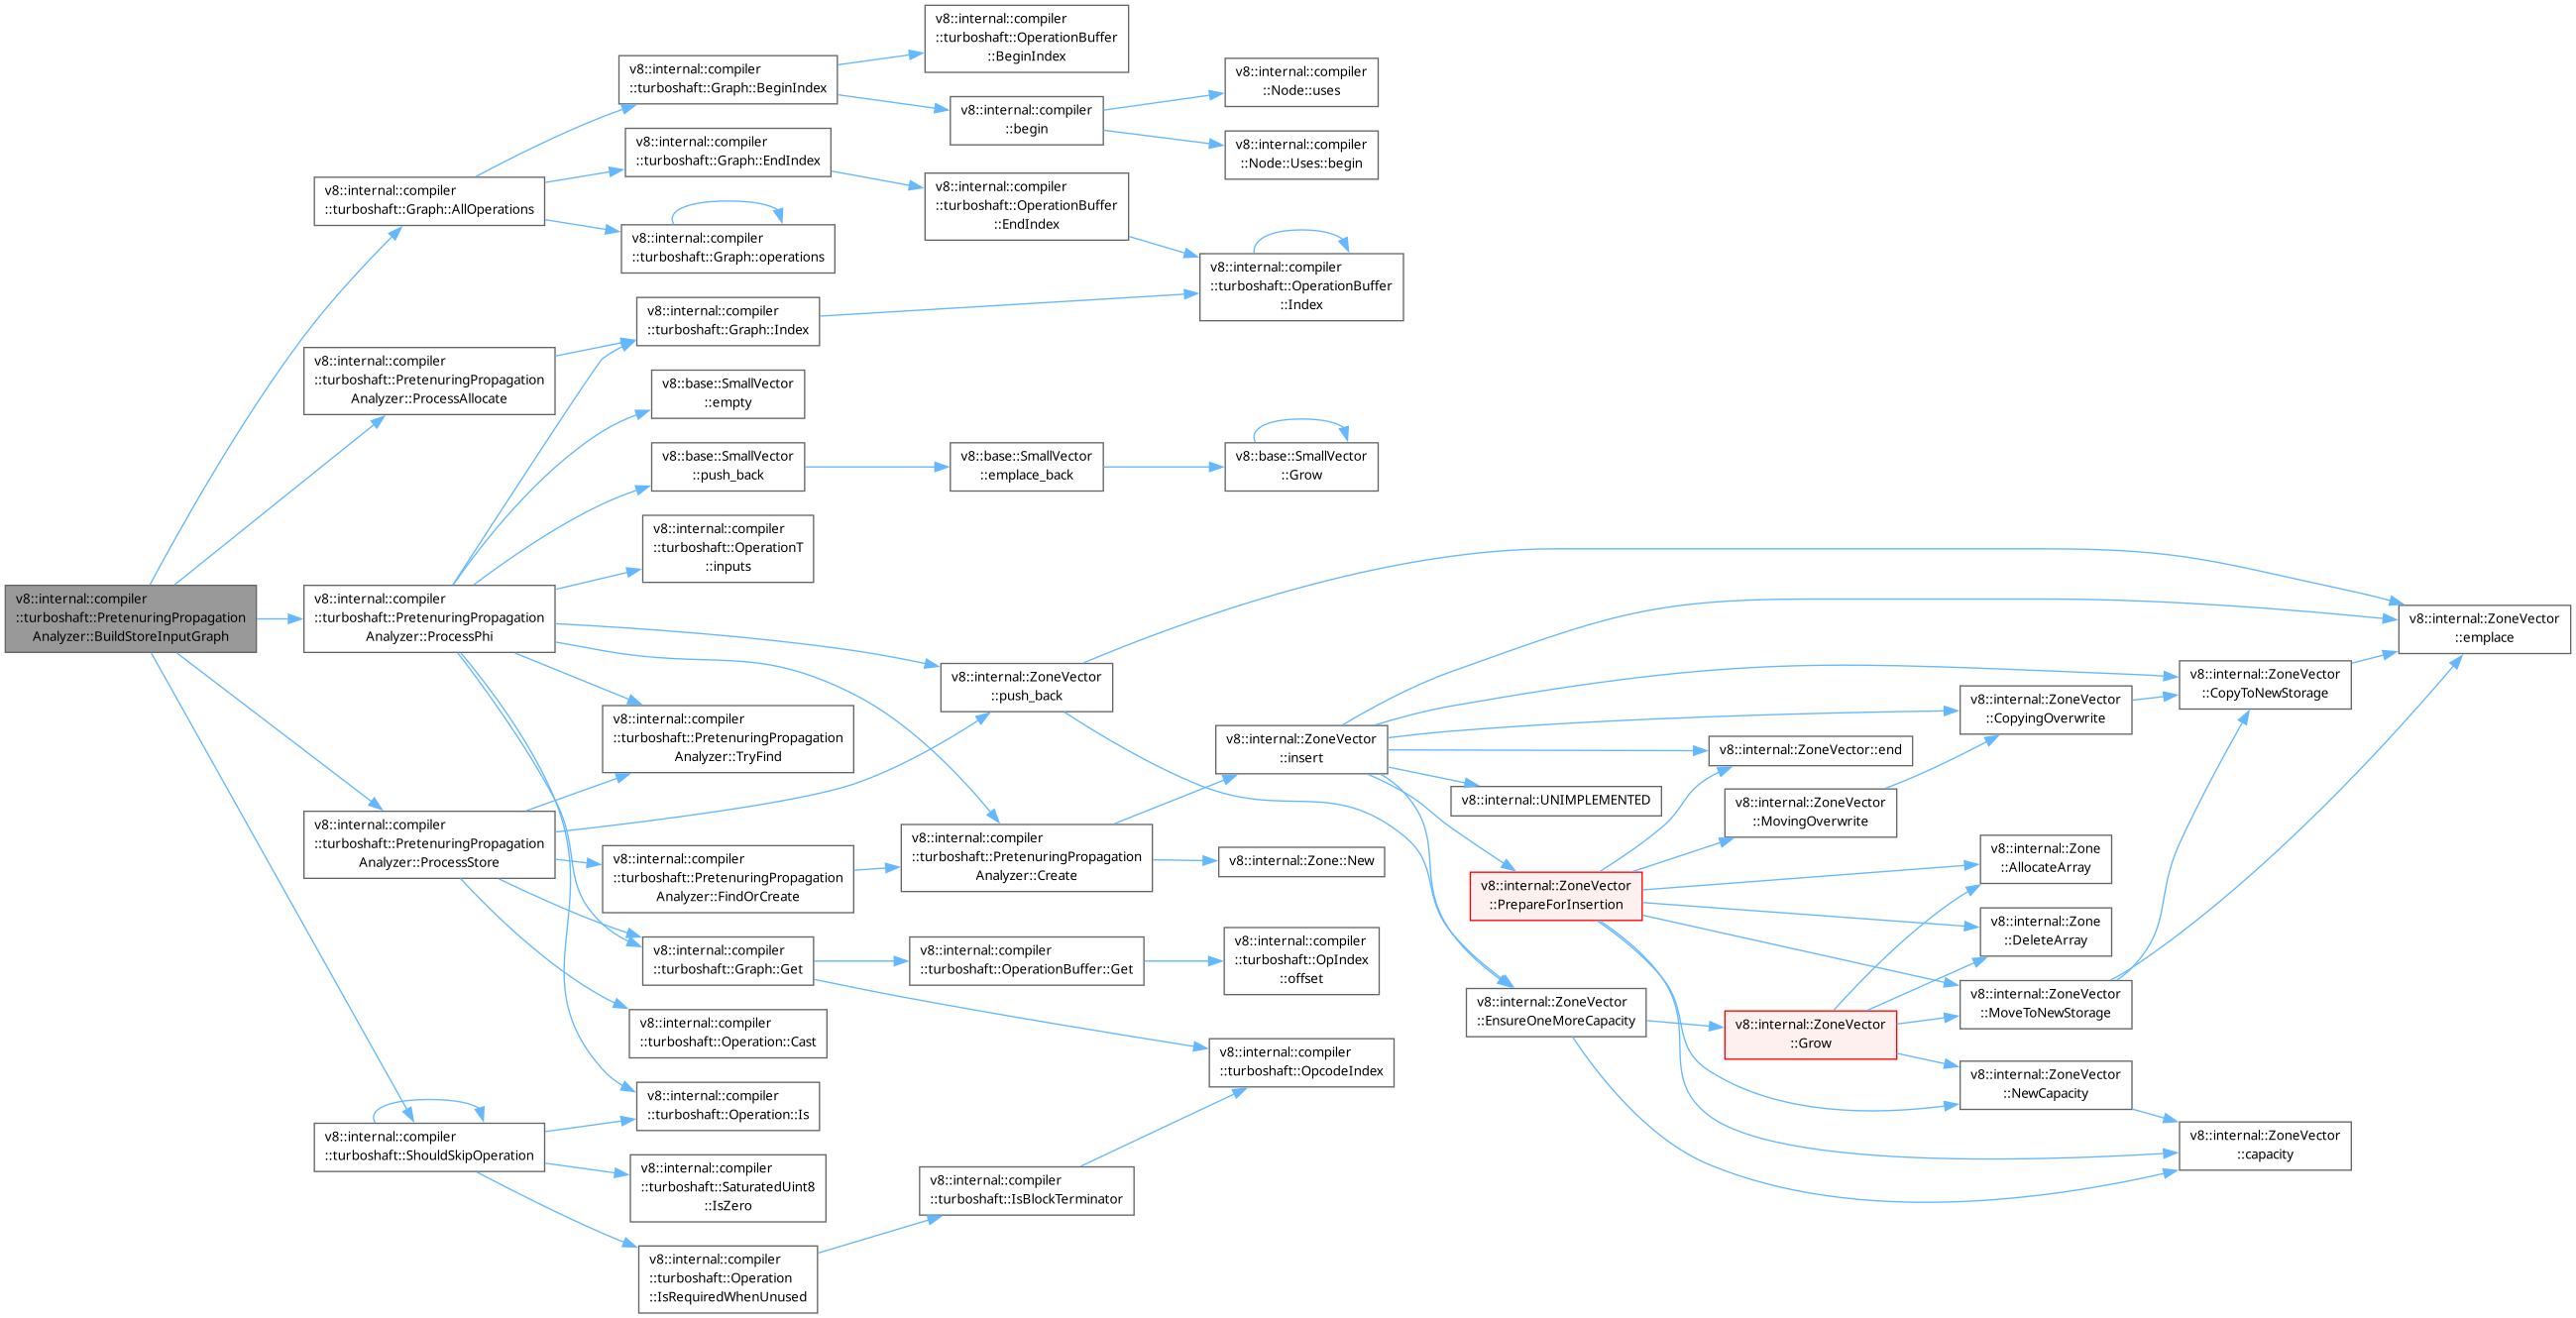 v8::internal::compiler
::turboshaft::PretenuringPropagation
Analyzer::BuildStoreInputGraph
v8::internal::compiler
::turboshaft::Graph::AllOperations
v8::internal::compiler
::turboshaft::PretenuringPropagation
Analyzer::ProcessAllocate
v8::internal::compiler
::turboshaft::PretenuringPropagation
Analyzer::ProcessPhi
v8::internal::compiler
::turboshaft::PretenuringPropagation
Analyzer::ProcessStore
v8::internal::compiler
::turboshaft::ShouldSkipOperation
v8::internal::compiler
::turboshaft::Graph::BeginIndex
v8::internal::compiler
::turboshaft::Graph::EndIndex
v8::internal::compiler
::turboshaft::Graph::operations
v8::internal::compiler
::turboshaft::Graph::Index
v8::base::SmallVector
::empty
v8::base::SmallVector
::push_back
v8::internal::compiler
::turboshaft::OperationT
::inputs
v8::internal::compiler
::turboshaft::PretenuringPropagation
Analyzer::TryFind
v8::internal::compiler
::turboshaft::PretenuringPropagation
Analyzer::FindOrCreate
v8::internal::compiler
::turboshaft::Graph::Get
v8::internal::compiler
::turboshaft::Operation::Cast
v8::internal::compiler
::turboshaft::Operation::Is
v8::internal::compiler
::turboshaft::SaturatedUint8
::IsZero
v8::internal::compiler
::turboshaft::Operation
::IsRequiredWhenUnused
v8::internal::compiler
::turboshaft::OperationBuffer
::BeginIndex
v8::internal::compiler
::begin
v8::internal::compiler
::turboshaft::OperationBuffer
::EndIndex
v8::base::SmallVector
::emplace_back
v8::internal::ZoneVector
::push_back
v8::internal::compiler
::turboshaft::PretenuringPropagation
Analyzer::Create
v8::internal::compiler
::turboshaft::OperationBuffer::Get
v8::internal::compiler
::turboshaft::IsBlockTerminator
v8::internal::compiler
::Node::uses
v8::internal::compiler
::Node::Uses::begin
v8::internal::compiler
::turboshaft::OperationBuffer
::Index
v8::base::SmallVector
::Grow
v8::internal::ZoneVector
::insert
v8::internal::Zone::New
v8::internal::compiler
::turboshaft::OpIndex
::offset
v8::internal::compiler
::turboshaft::OpcodeIndex
v8::internal::UNIMPLEMENTED
v8::internal::ZoneVector
::PrepareForInsertion
v8::internal::ZoneVector
::EnsureOneMoreCapacity
v8::internal::ZoneVector::end
v8::internal::ZoneVector
::MovingOverwrite
v8::internal::ZoneVector
::Grow
v8::internal::ZoneVector
::CopyingOverwrite
v8::internal::Zone
::AllocateArray
v8::internal::Zone
::DeleteArray
v8::internal::ZoneVector
::MoveToNewStorage
v8::internal::ZoneVector
::NewCapacity
v8::internal::ZoneVector
::CopyToNewStorage
v8::internal::ZoneVector
::capacity
v8::internal::ZoneVector
::emplace